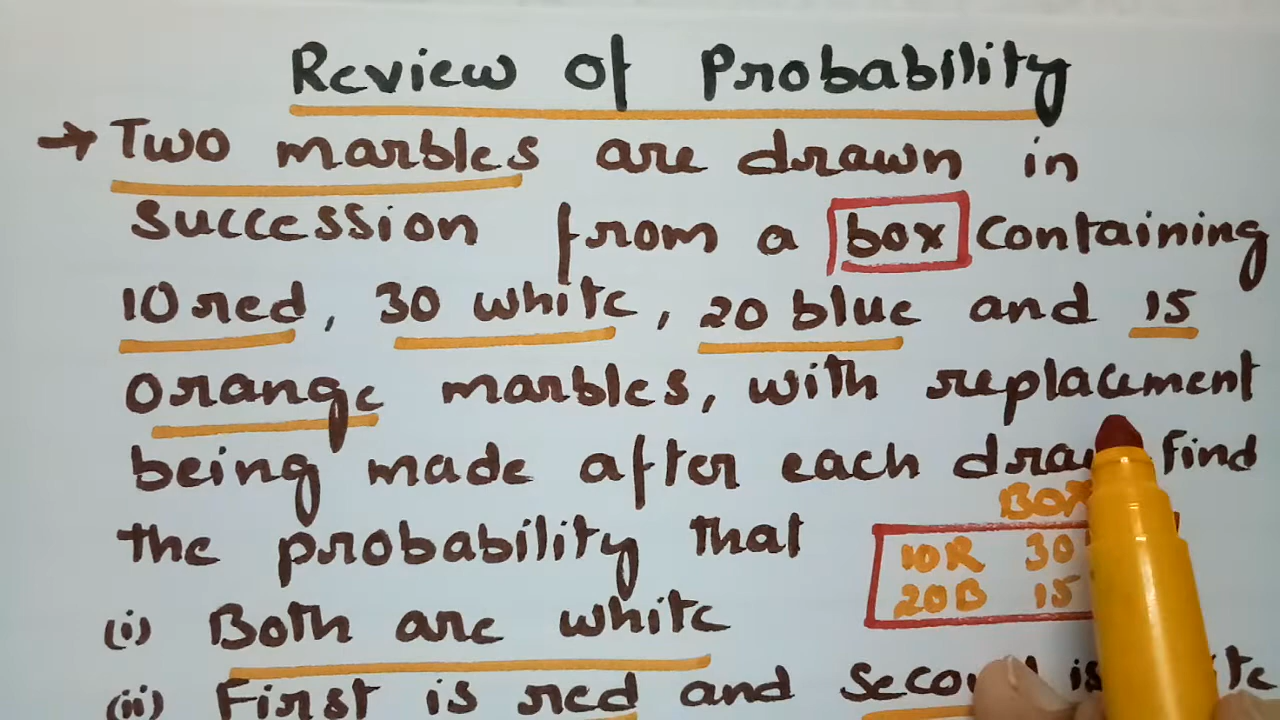 Review of Probability
→ Two marbles are drawn in
succession from a box containing
10 red, 30 white, 20 blue and 15
orange marbles, with replacement
being made after each find
the probability that
BOX
10R 30
20B 15
(i) Both are white
(ii) First is red and is